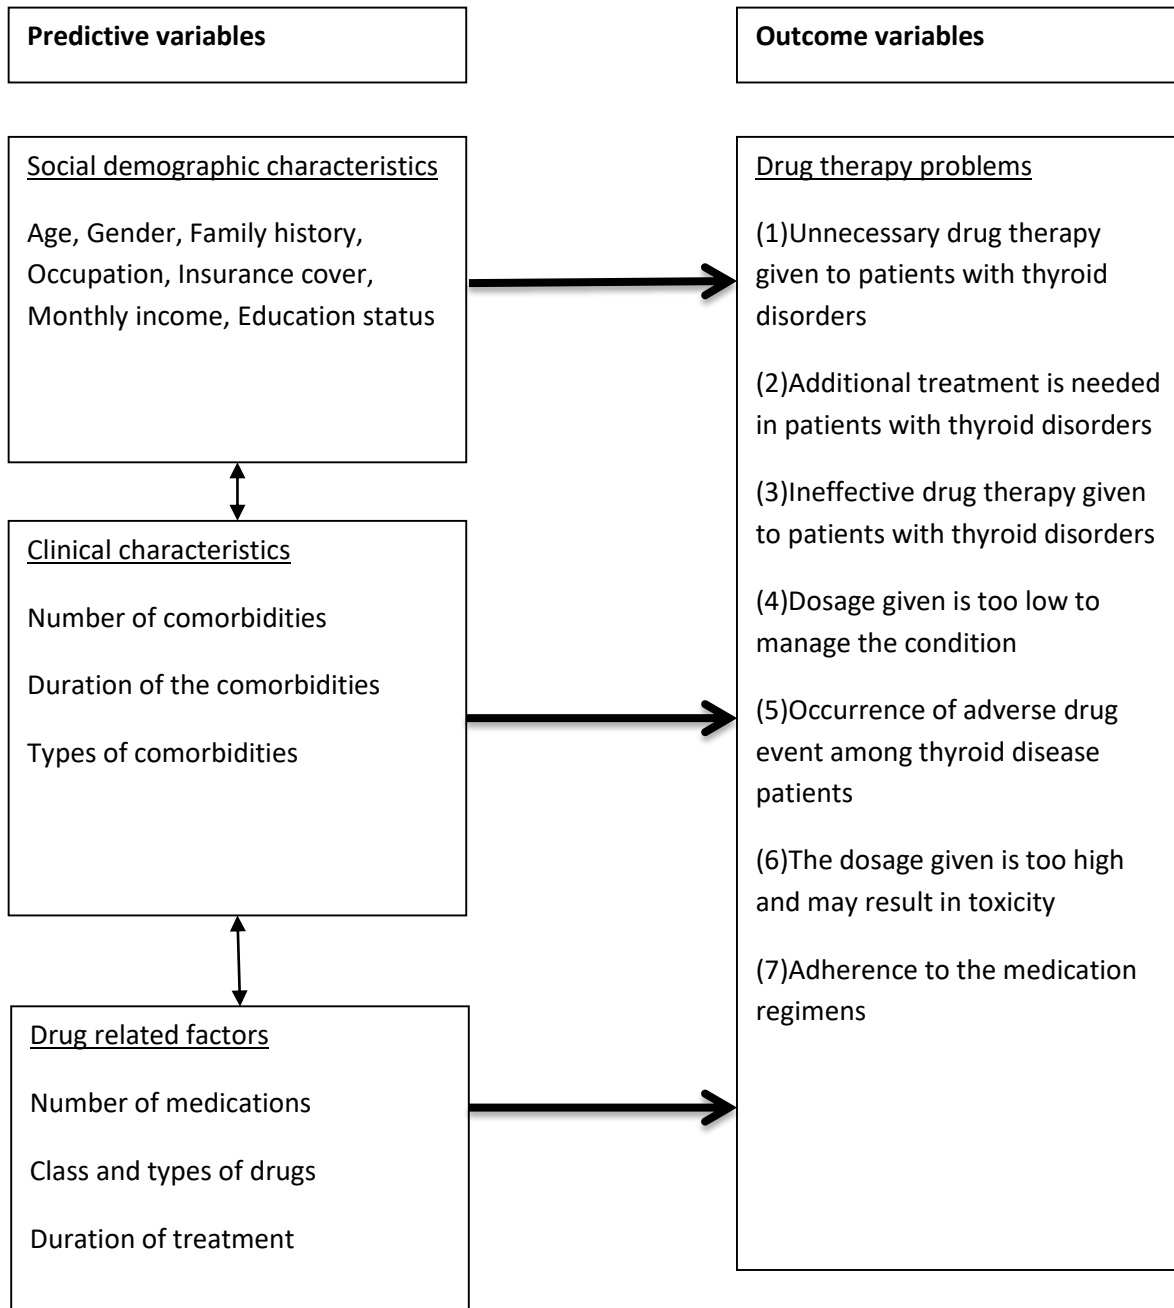 Predictive variables
Outcome variables
Social demographic characteristics
Age, Gender, Family history,
Occupation, Insurance cover,
Monthly income, Education status
Clinical characteristics
Number of comorbidities
Duration of the comorbidities
Types of comorbidities
Drug related factors
Number of medications
Class and types of drugs
Duration of treatment
Drug therapy problems
(1)Unnecessary drug therapy
given to patients with thyroid
disorders
(2)Additional treatment is needed
in patients with thyroid disorders
(3)Ineffective drug therapy given
to patients with thyroid disorders
(4)Dosage given is too low to
manage the condition
(5)Occurrence of adverse drug
event among thyroid disease
patients
(6)The dosage given is too high
and may result in toxicity
(7)Adherence to the medication
regimens